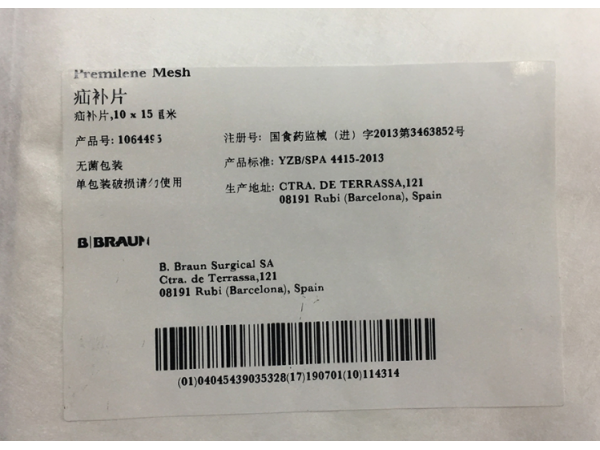 Premilene Mesh
疝补片
疝补片,10 x 15 厘米
产品号: 1064495
注册号: 国食药监械（进）字2013第3463852号
无菌包装
产品标准: YZB/SPA 4415-2013
单包装破损请勿使用
生产地址: CTRA. DE TERRASSA,121
08191 Rubi (Barcelona), Spain
B|BRAUN
B. Braun Surgical SA
Ctra. de Terrassa,121
08191 Rubi (Barcelona), Spain
(01)04045439035328(17)190701(10)114314